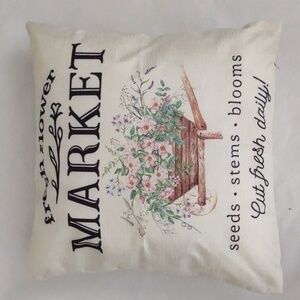 fresh flower
MARKET
seeds • stems • blooms
Cut fresh daily!